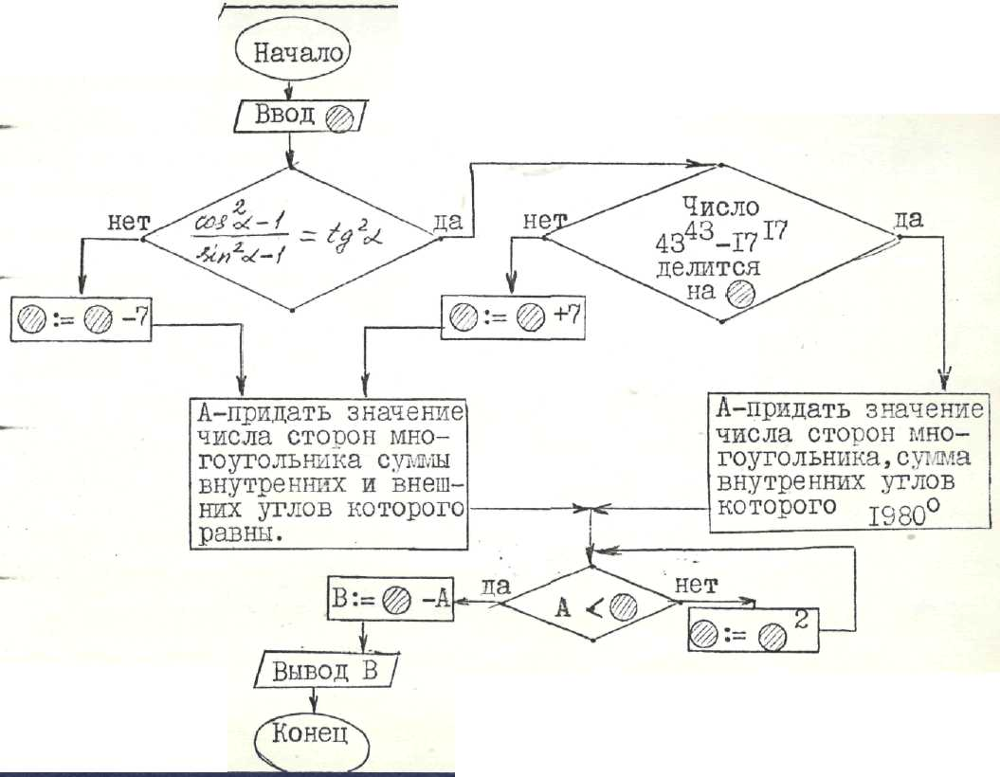 Начало
Ввод
нет
cos²α-1
sin²α-1
= tg²α
да
нет
Число
43⁴³-I7¹⁷
делится
на
да
:= -7
:= +7
А-придать значение
числа сторон мно-
гоугольника суммы
внутренних и внеш-
них углов которого
равны.
А-придать значение
числа сторон мно-
гоугольника,сумма
внутренних углов
которого I980⁰
да
А <
нет
В:= -А
:= ²
Вывод В
Конец